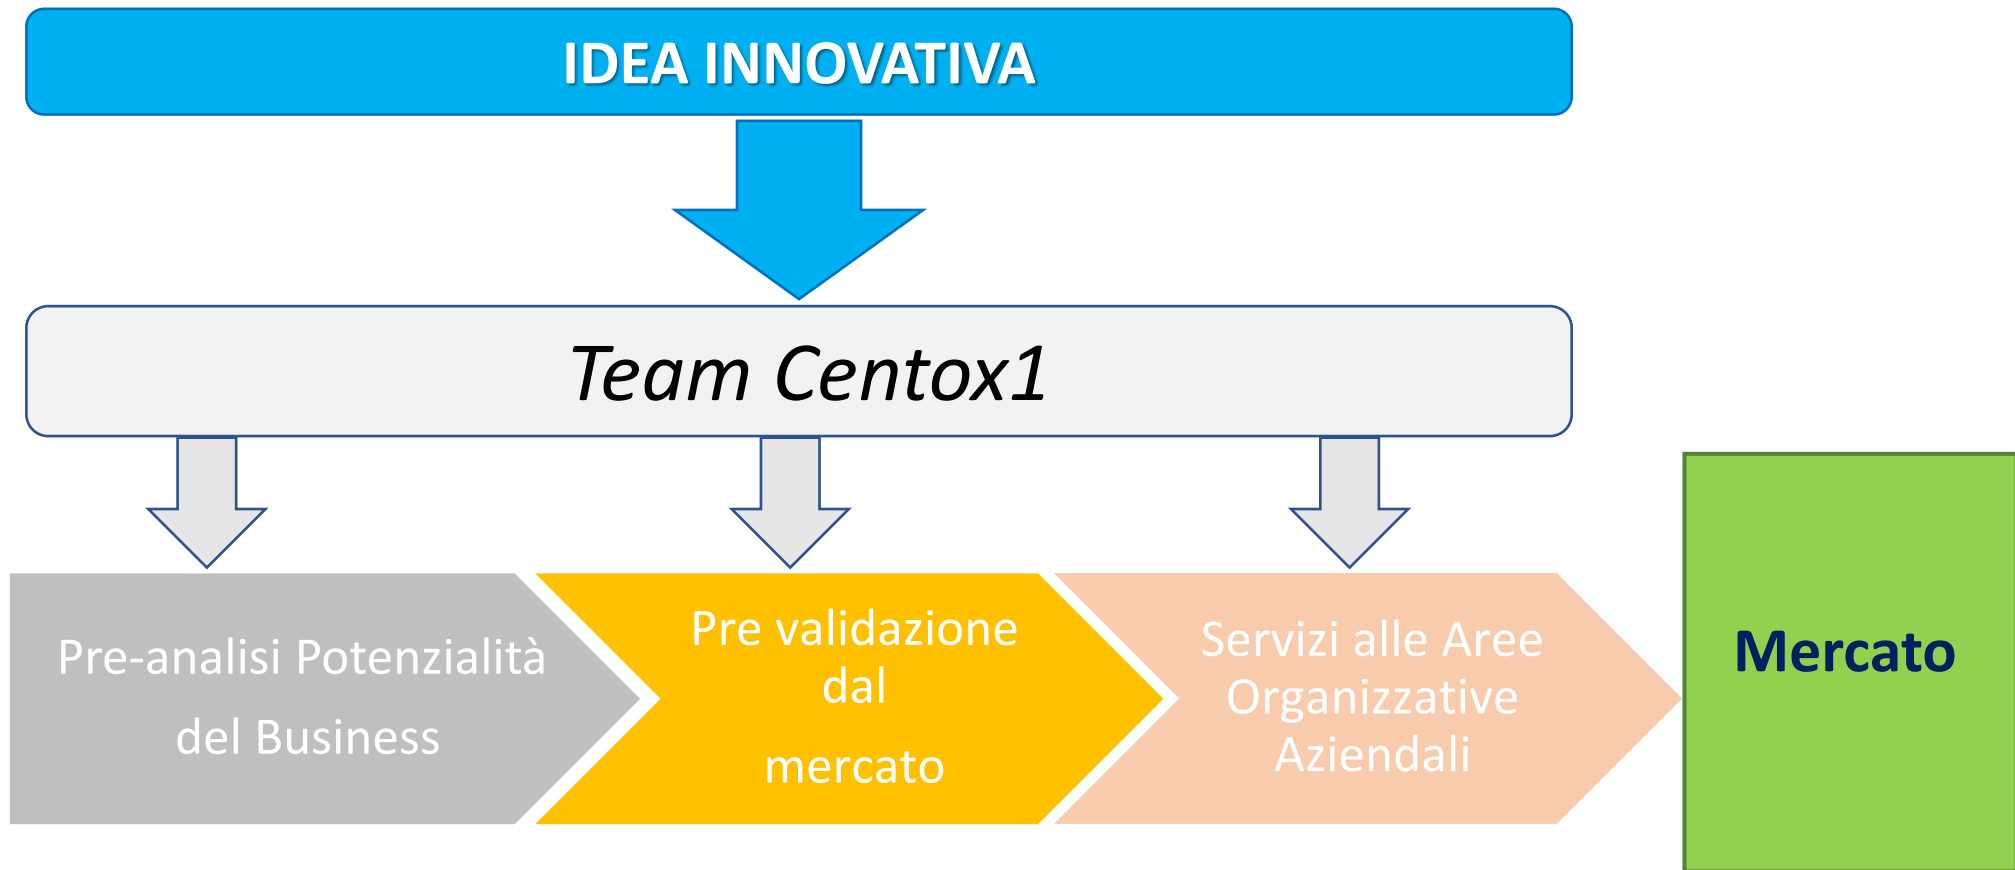 IDEA INNOVATIVA
Team Centox1
Pre-analisi Potenzialità
del Business
Pre validazione
dal
mercato
Servizi alle Aree
Organizzative
Aziendali
Mercato